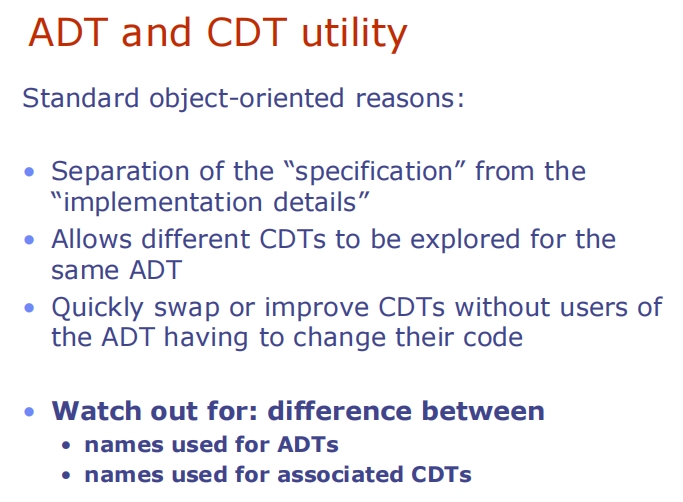 ADT and CDT utility
Standard object-oriented reasons:
• Separation of the “specification” from the
“implementation details”
• Allows different CDTs to be explored for the
same ADT
• Quickly swap or improve CDTs without users of
the ADT having to change their code
• Watch out for: difference between
• names used for ADTs
• names used for associated CDTs